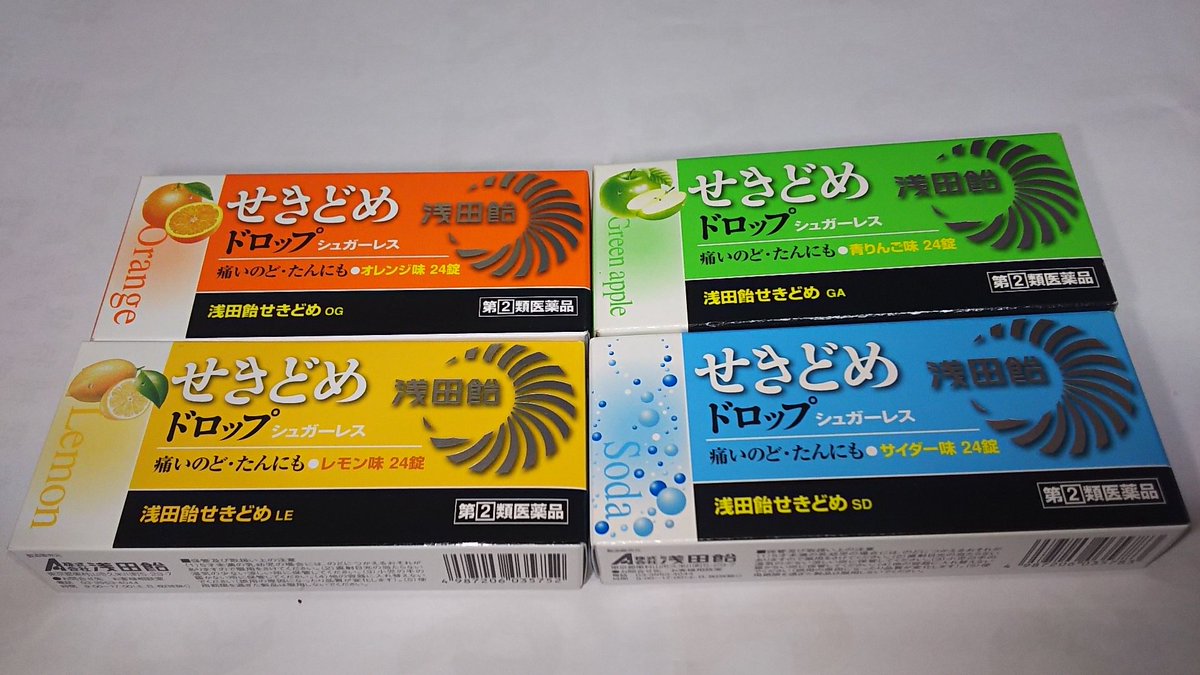 Orange
せきどめ
ドロップ シュガーレス
浅田飴
痛いのど・たんにも●オレンジ味 24錠
浅田飴せきどめ OG
第②類医薬品
Green apple
せきどめ
ドロップ シュガーレス
浅田飴
痛いのど・たんにも●青りんご味 24錠
浅田飴せきどめ GA
第②類医薬品
Lemon
せきどめ
ドロップ シュガーレス
浅田飴
痛いのど・たんにも●レモン味 24錠
浅田飴せきどめ LE
第②類医薬品
浅田飴
4987206035752
Soda
せきどめ
ドロップ シュガーレス
浅田飴
痛いのど・たんにも●サイダー味 24錠
浅田飴せきどめ SD
第②類医薬品
浅田飴